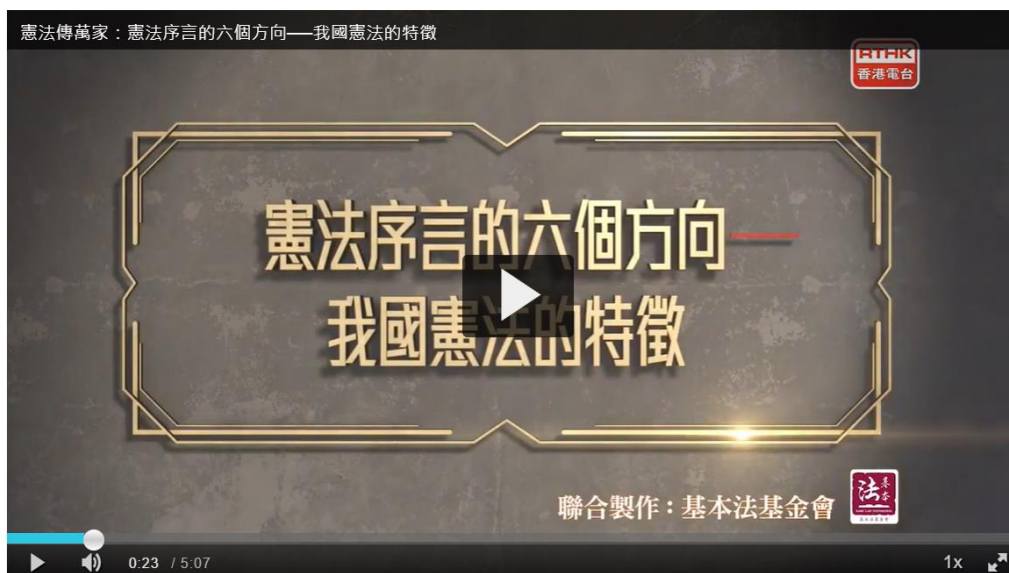 憲法傳萬家：憲法序言的六個方向──我國憲法的特徵
RTHK
香港電台
憲法序言的六個方向—
我國憲法的特徵
聯合製作：基本法基金會
基本
法
0:23 / 5:07
1x